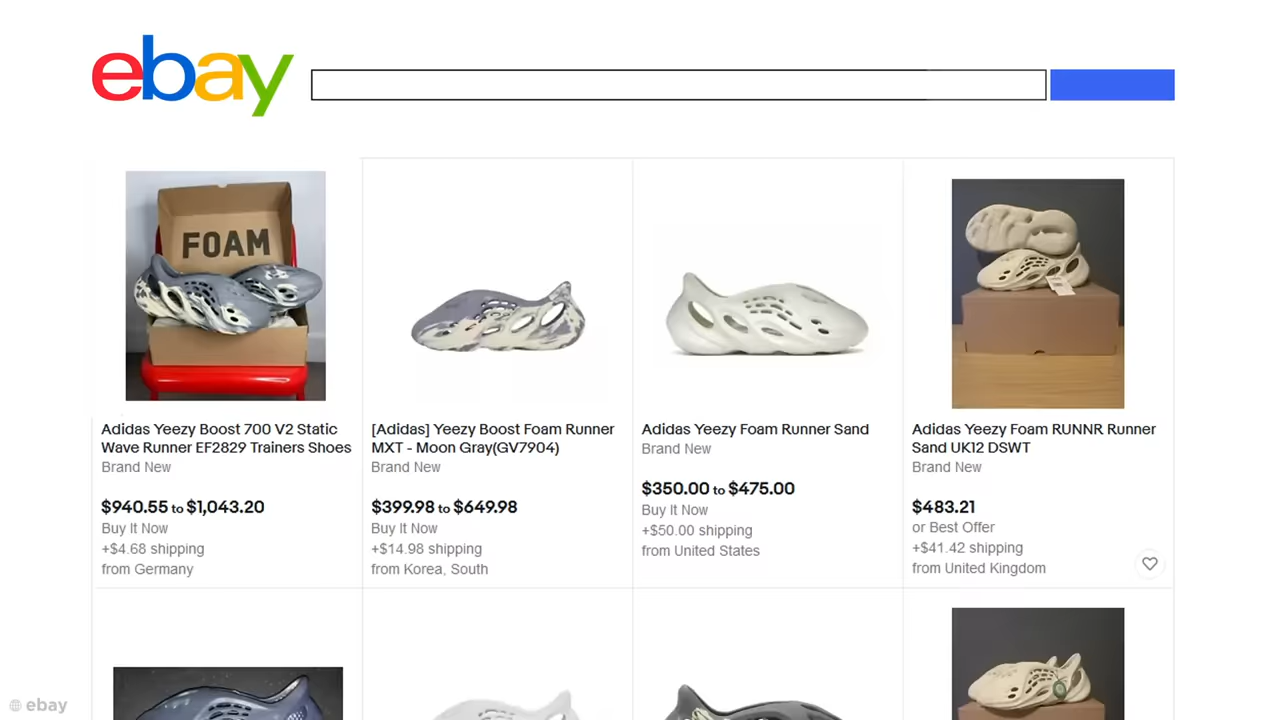 ebay
FOAM
Adidas Yeezy Boost 700 V2 Static
Wave Runner EF2829 Trainers Shoes
Brand New
$940.55 to $1,043.20
Buy It Now
+$4.68 shipping
from Germany
[Adidas] Yeezy Boost Foam Runner
MXT - Moon Gray(GV7904)
Brand New
$399.98 to $649.98
Buy It Now
+$14.98 shipping
from Korea, South
Adidas Yeezy Foam Runner Sand
Brand New
$350.00 to $475.00
Buy It Now
+$50.00 shipping
from United States
Adidas Yeezy Foam RUNNR Runner
Sand UK12 DSWT
Brand New
$483.21
or Best Offer
+$41.42 shipping
from United Kingdom
ebay